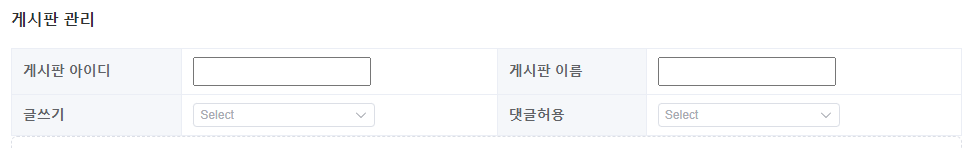 게시판 관리
게시판 아이디
게시판 이름
글쓰기 Select
댓글허용 Select